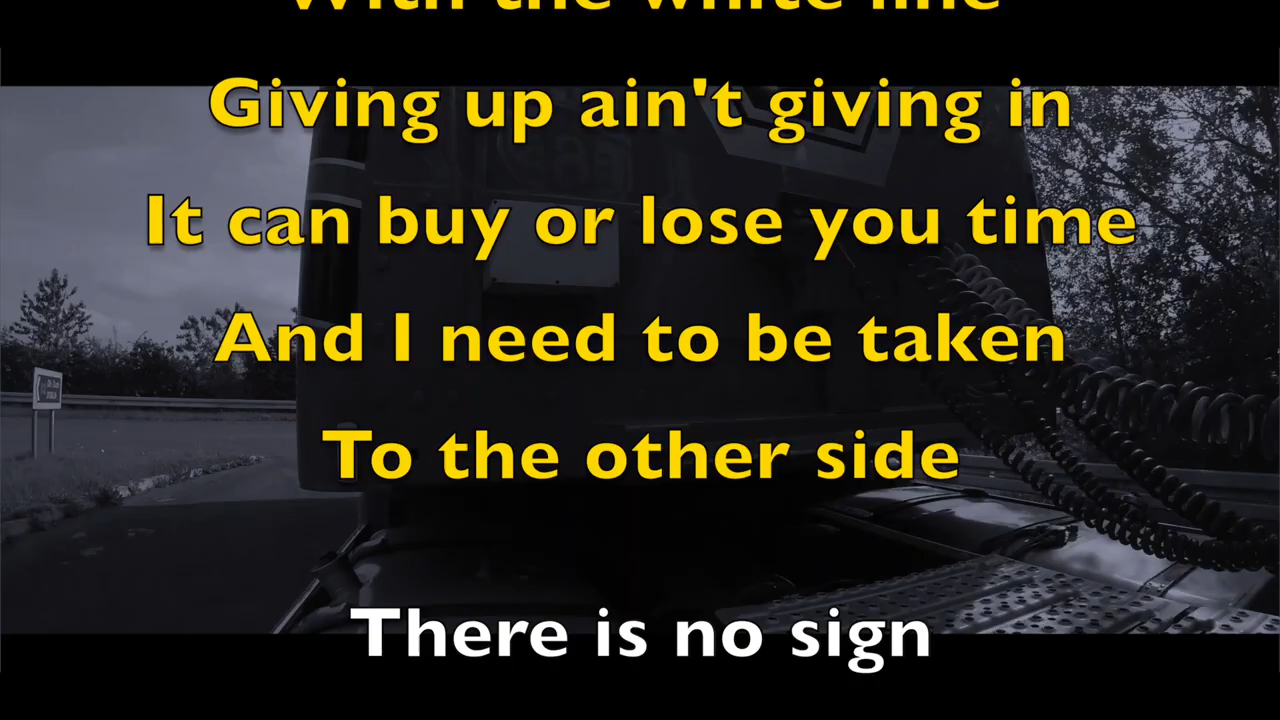 With the white line
Giving up ain't giving in
It can buy or lose you time
And I need to be taken
To the other side
There is no sign